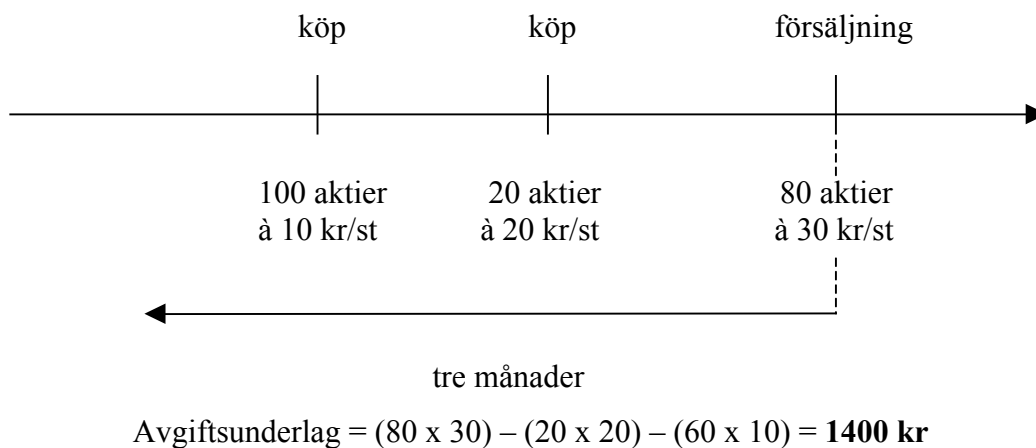 köp köp försäljning
100 aktier 20 aktier 80 aktier
à 10 kr/st à 20 kr/st à 30 kr/st
tre månader
Avgiftsunderlag = (80 x 30) – (20 x 20) – (60 x 10) = 1400 kr